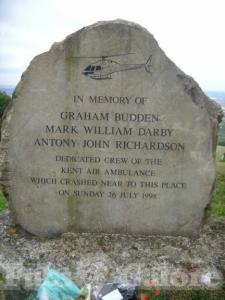 IN MEMORY OF
GRAHAM BUDDEN
MARK WILLIAM DARBY
ANTONY JOHN RICHARDSON
DEDICATED CREW OF THE
KENT AIR AMBULANCE
WHICH CRASHED NEAR TO THIS PLACE
ON SUNDAY 26 JULY 1998